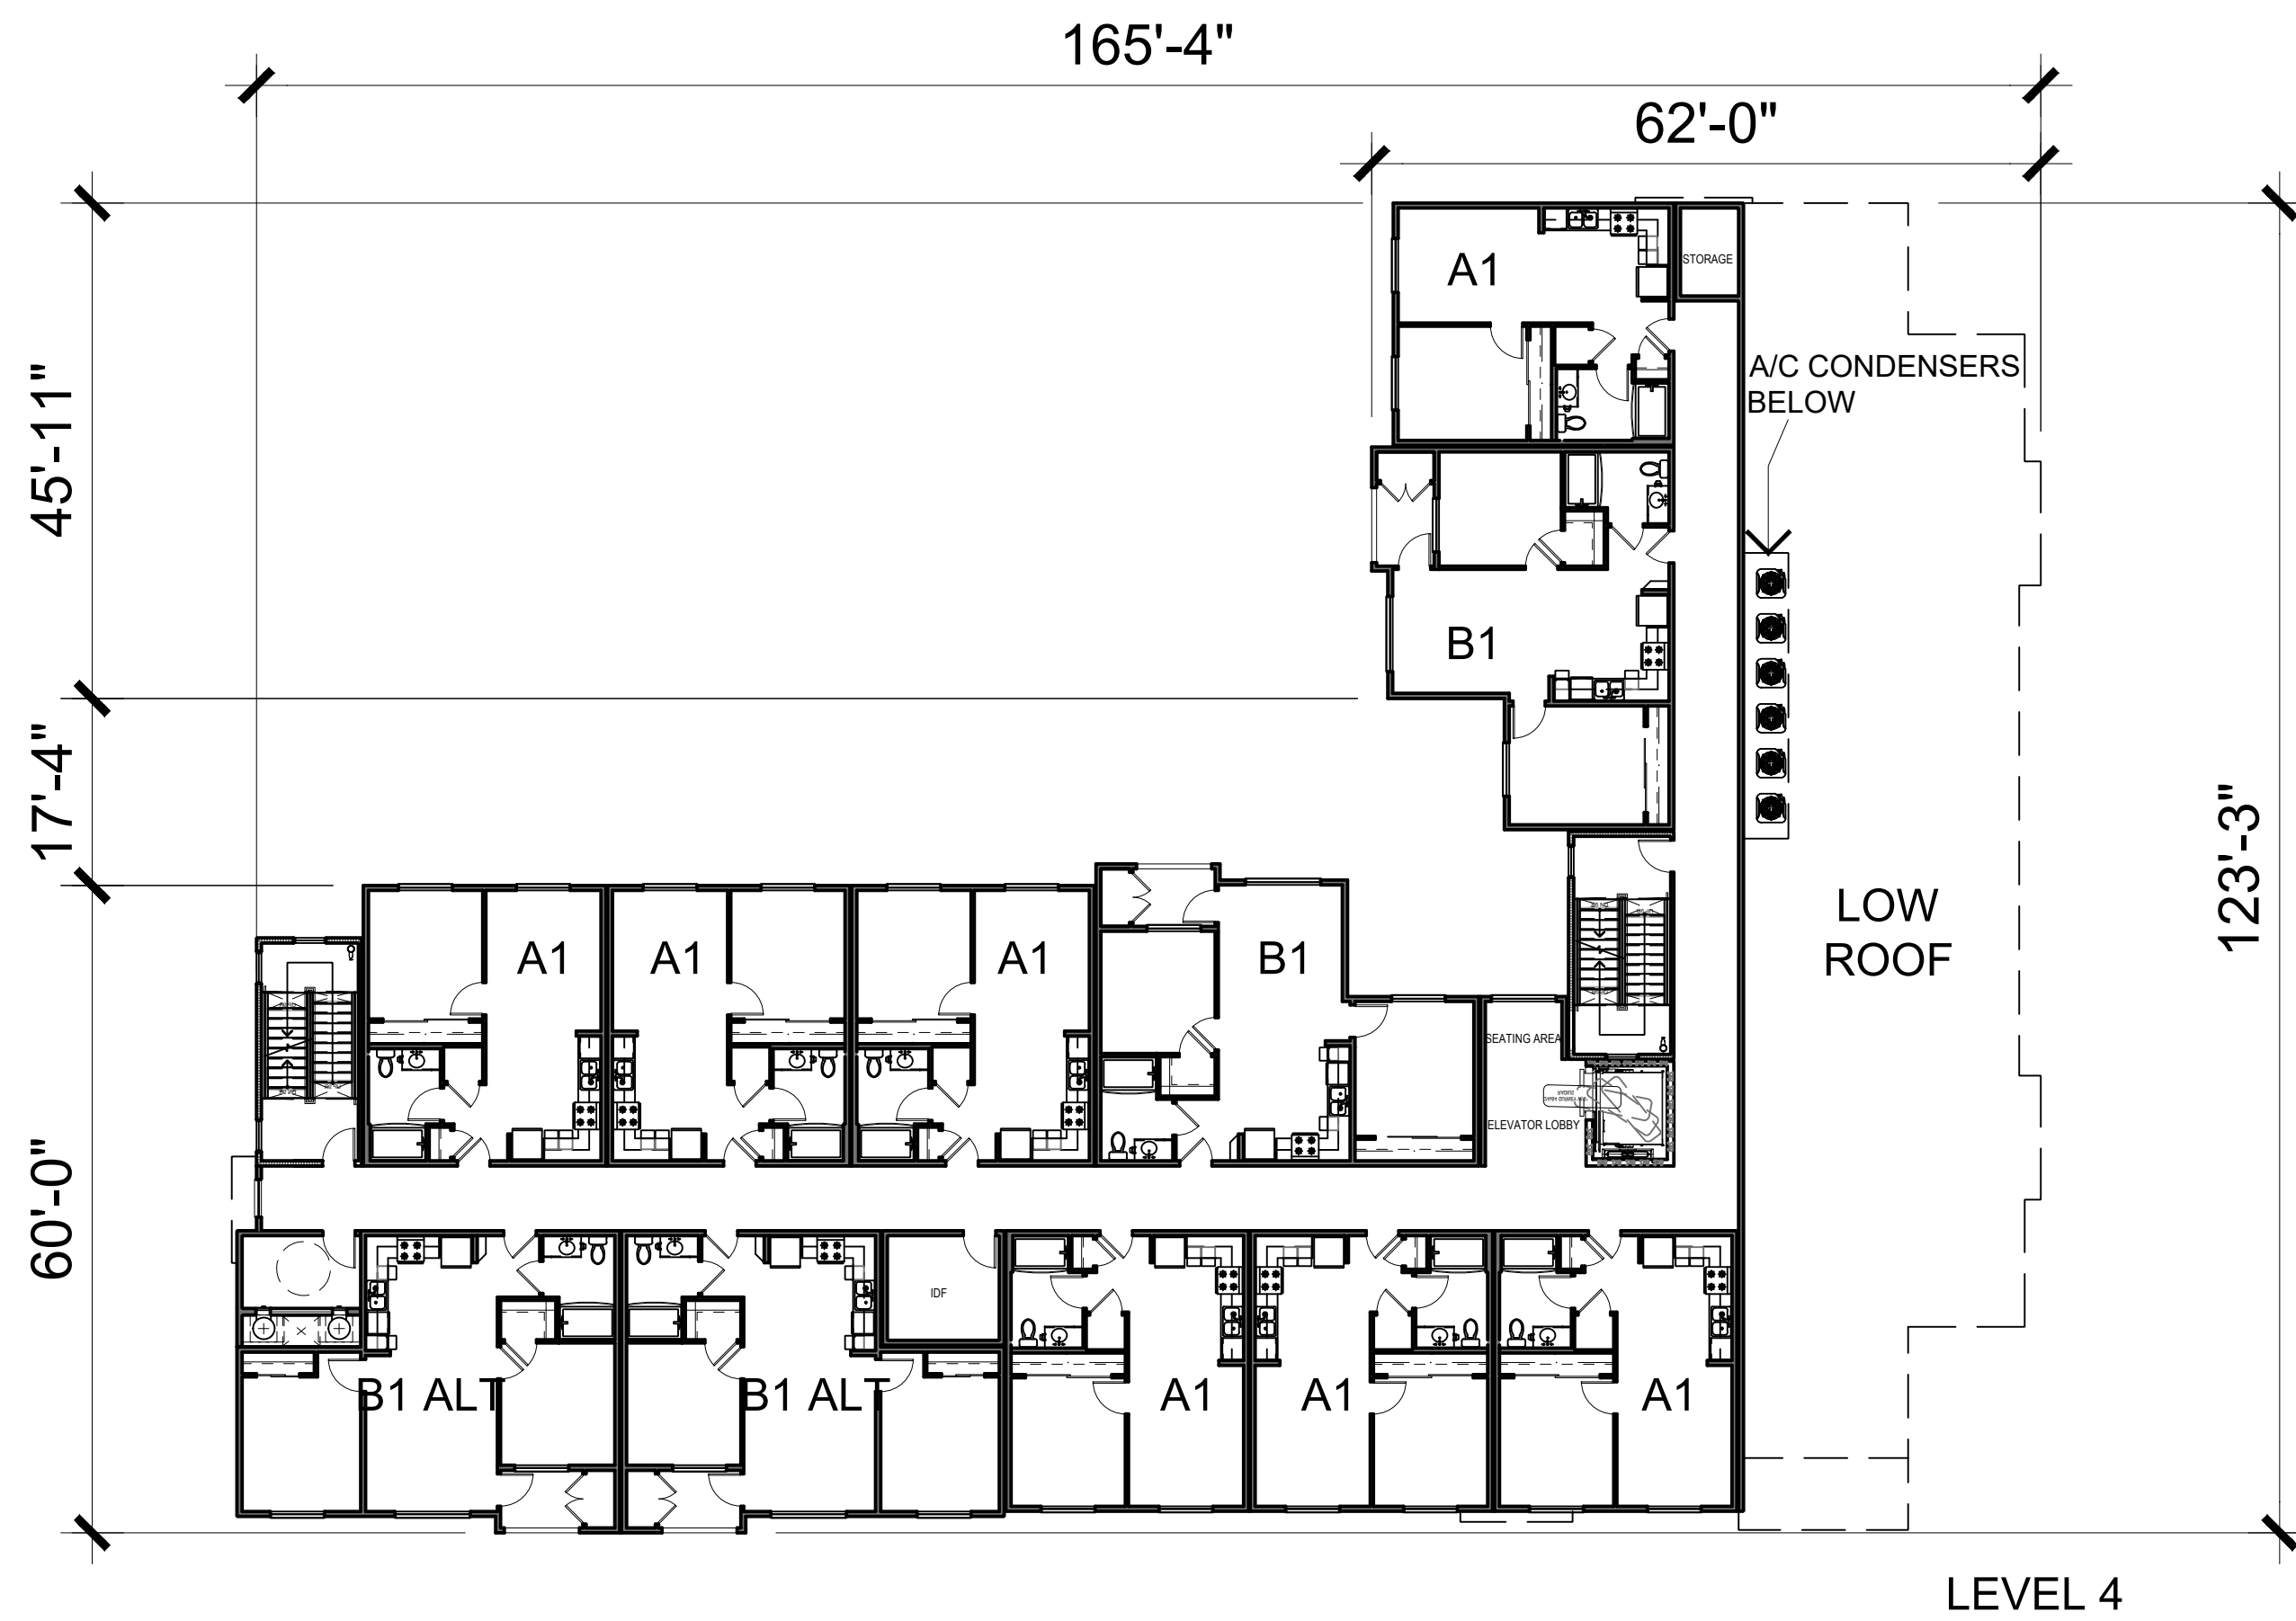 165'-4"
62'-0"
A1
STORAGE
A/C CONDENSERS
BELOW
45'-11"
B1
17'-4"
123'-3"
LOW
ROOF
A1
A1
A1
B1
SEATING AREA
ELEVATOR LOBBY
60'-0"
IDF
B1 ALT
B1 ALT
A1
A1
A1
LEVEL 4